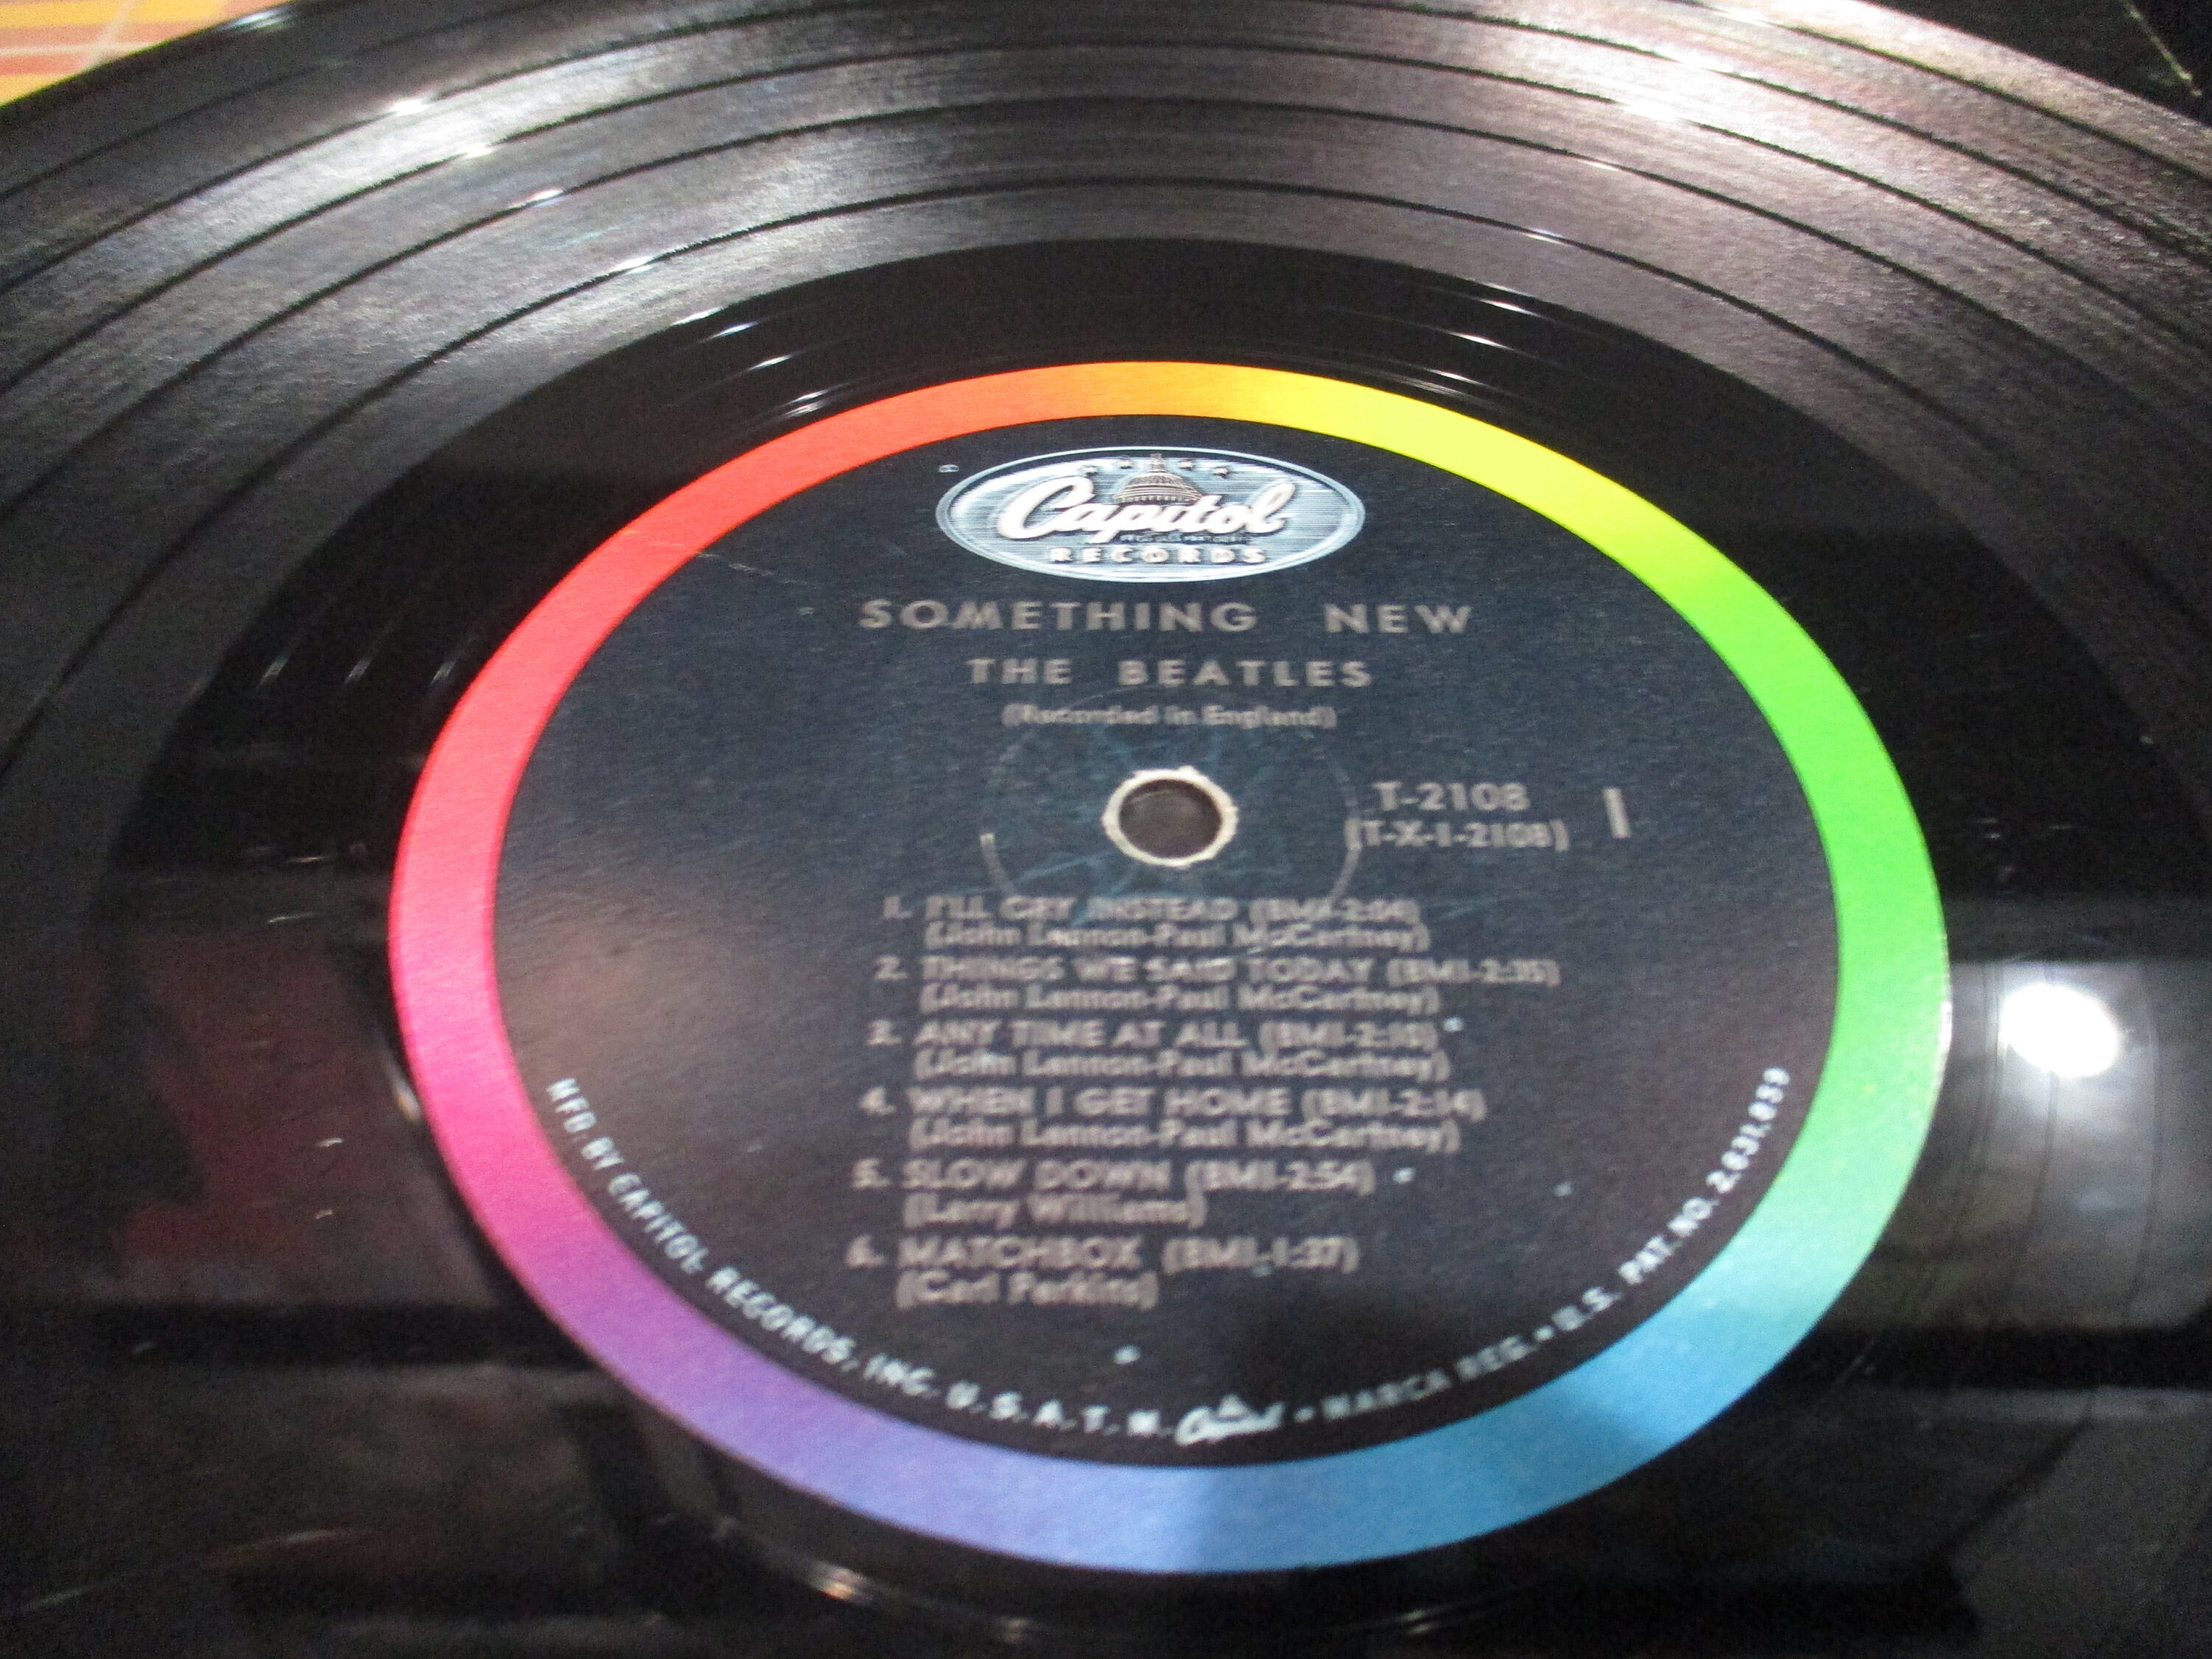 Capitol
RECORDS
SOMETHING NEW
THE BEATLES
(Recorded in England)
T-2108
(T-X-1-2108)
1
1. I'LL CRY INSTEAD (BMI-2:04)
(John Lennon-Paul McCartney)
2. THINGS WE SAID TODAY (BMI-2:35)
(John Lennon-Paul McCartney)
3. ANY TIME AT ALL (BMI-2:10)
(John Lennon-Paul McCartney)
4. WHEN I GET HOME (BMI-2:14)
(John Lennon-Paul McCartney)
5. SLOW DOWN (BMI-2:54)
(Larry Williams)
6. MATCHBOX (BMI-1:37)
(Carl Perkins)
MFD. BY CAPITOL RECORDS, INC. U.S.A. T.M. Capitol • MARCA REG. • U.S. PAT. NO. 2,631,859